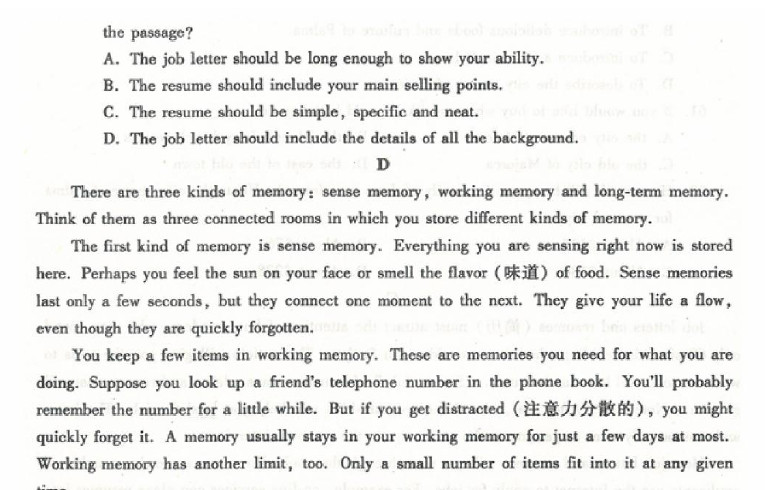 the passage?
A. The job letter should be long enough to show your ability.
B. The resume should include your main selling points.
C. The resume should be simple, specific and neat.
D. The job letter should include the details of all the background.
D
There are three kinds of memory: sense memory, working memory and long-term memory.
Think of them as three connected rooms in which you store different kinds of memory.
The first kind of memory is sense memory. Everything you are sensing right now is stored
here. Perhaps you feel the sun on your face or smell the flavor (味道) of food. Sense memories
last only a few seconds, but they connect one moment to the next. They give your life a flow,
even though they are quickly forgotten.
You keep a few items in working memory. These are memories you need for what you are
doing. Suppose you look up a friend's telephone number in the phone book. You'll probably
remember the number for a little while. But if you get distracted (注意力分散的), you might
quickly forget it. A memory usually stays in your working memory for just a few days at most.
Working memory has another limit, too. Only a small number of items fit into it at any given